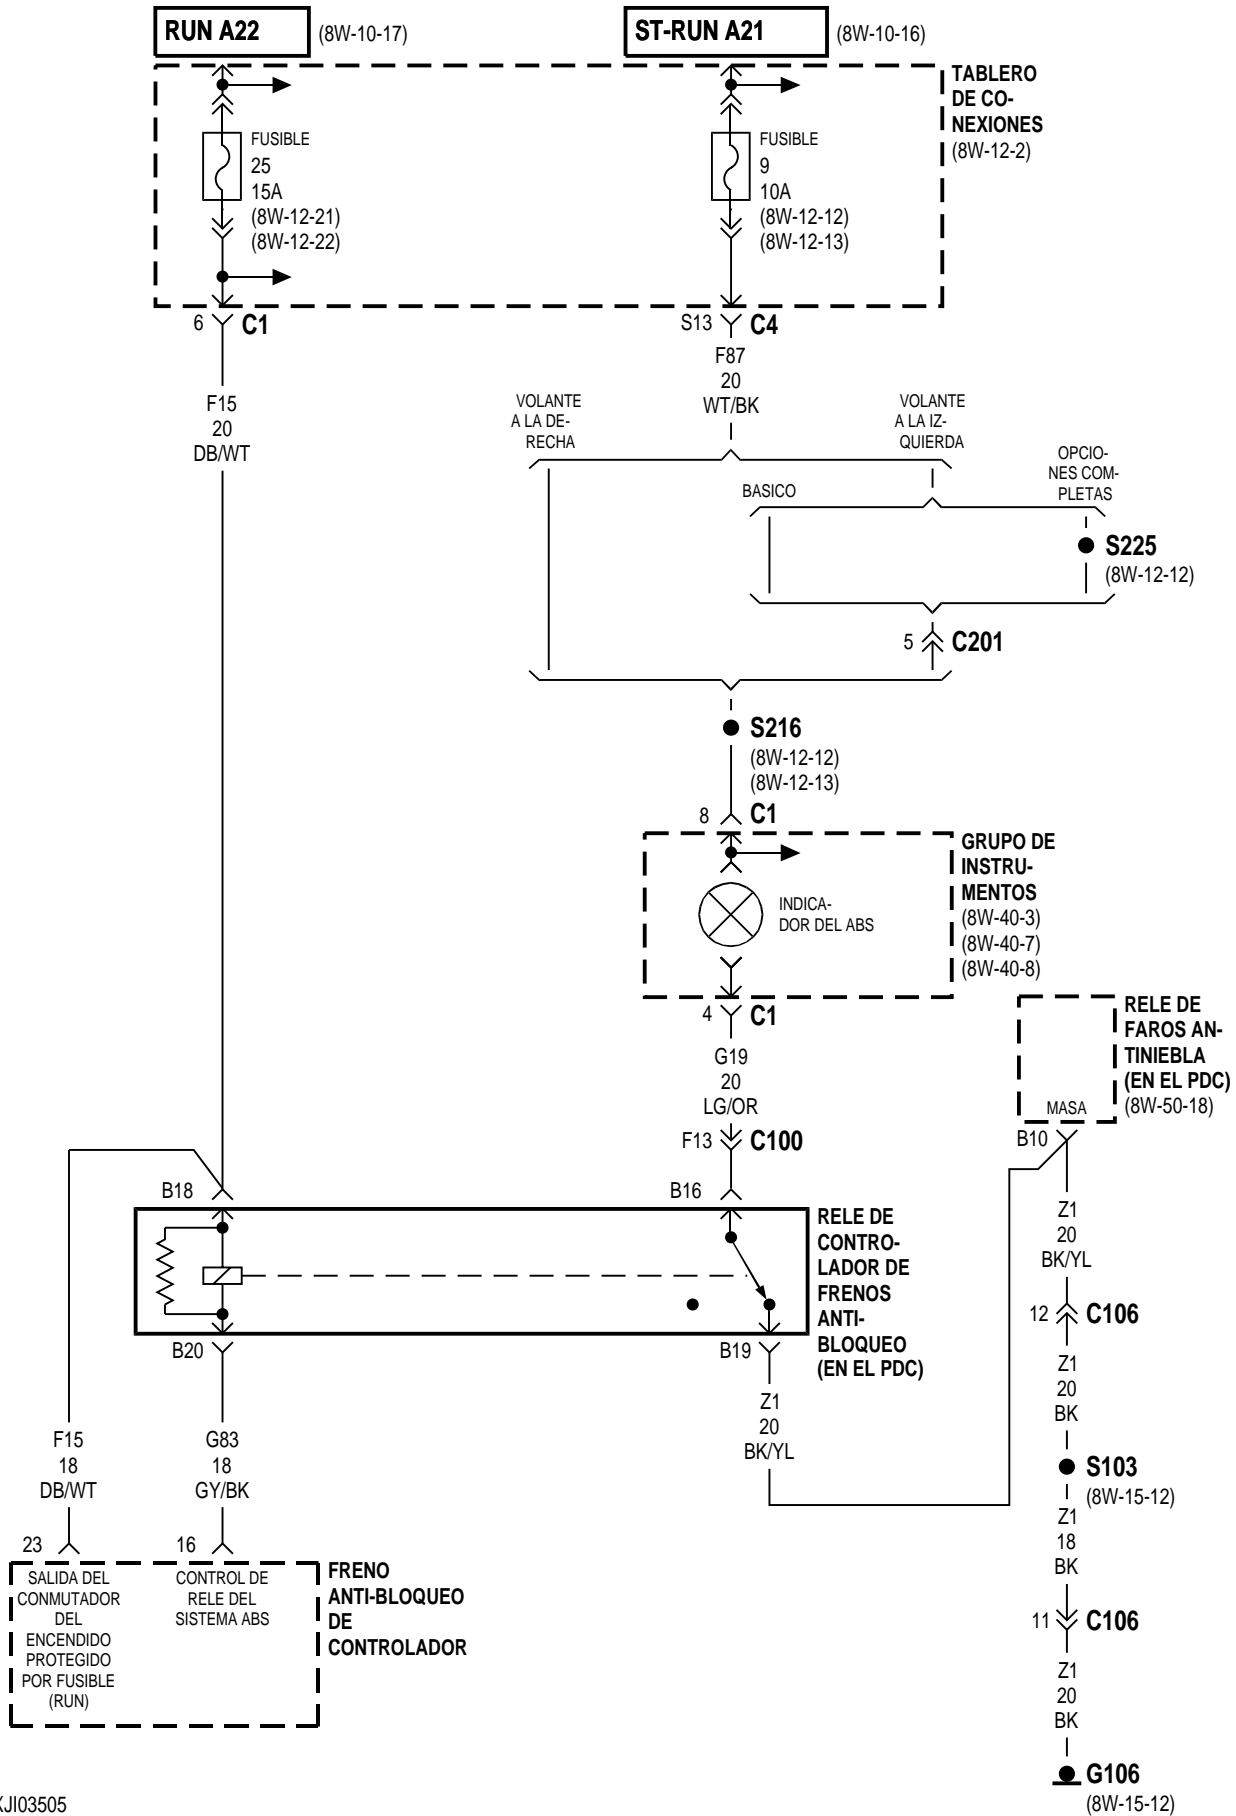 RUN A22 (8W-10-17)
ST-RUN A21 (8W-10-16)
TABLERO
DE CO-
NEXIONES
(8W-12-2)
FUSIBLE
25
15A
(8W-12-21)
(8W-12-22)
FUSIBLE
9
10A
(8W-12-12)
(8W-12-13)
6 C1
S13 C4
F87
20
WT/BK
F15
20
DB/WT
VOLANTE
A LA DE-
RECHA
VOLANTE
A LA IZ-
QUIERDA
BASICO
OPCIO-
NES COM-
PLETAS
S225
(8W-12-12)
5 C201
S216
(8W-12-12)
(8W-12-13)
8 C1
GRUPO DE
INSTRU-
MENTOS
(8W-40-3)
(8W-40-7)
(8W-40-8)
INDICA-
DOR DEL ABS
4 C1
G19
20
LG/OR
F13 C100
RELE DE
FAROS AN-
TINIEBLA
(EN EL PDC)
(8W-50-18)
MASA
B10
B18
B16
RELE DE
CONTRO-
LADOR DE
FRENOS
ANTI-
BLOQUEO
(EN EL PDC)
Z1
20
BK/YL
12 C106
B20
B19
Z1
20
BK/YL
Z1
20
BK
F15
18
DB/WT
G83
18
GY/BK
S103
(8W-15-12)
Z1
18
BK
23
16
SALIDA DEL
CONMUTADOR
DEL
ENCENDIDO
PROTEGIDO
POR FUSIBLE
(RUN)
CONTROL DE
RELE DEL
SISTEMA ABS
FRENO
ANTI-BLOQUEO
DE
CONTROLADOR
11 C106
Z1
20
BK
G106
(8W-15-12)
KJI03505